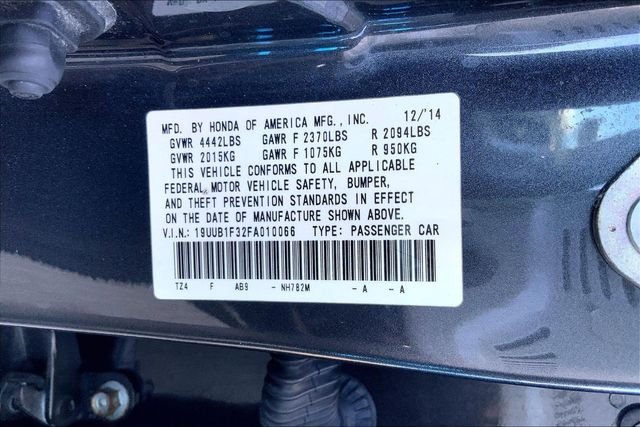 MFD. BY HONDA OF AMERICA MFG., INC. 12/'14
GVWR 4442LBS GAWR F 2370LBS R 2094LBS
GVWR 2015KG GAWR F 1075KG R 950KG
THIS VEHICLE CONFORMS TO ALL APPLICABLE
FEDERAL MOTOR VEHICLE SAFETY, BUMPER,
AND THEFT PREVENTION STANDARDS IN EFFECT
ON THE DATE OF MANUFACTURE SHOWN ABOVE.
V.I.N.: 19UUB1F32FA010066 TYPE: PASSENGER CAR
TZ4 F AB9 - NH782M - A - A